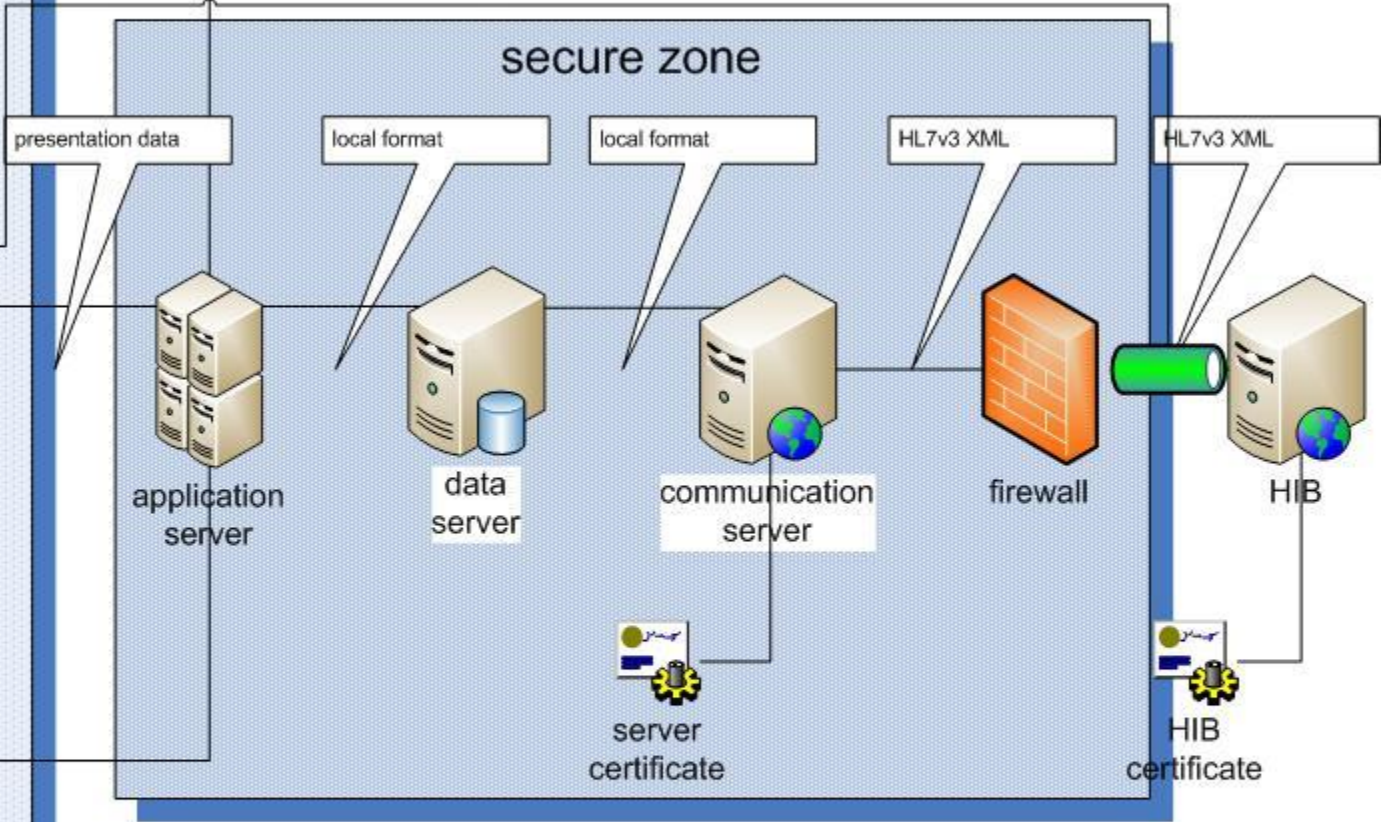 secure zone
presentation data
local format
local format
HL7v3 XML
HL7v3 XML
application
server
data
server
communication
server
firewall
HIB
server
certificate
HIB
certificate